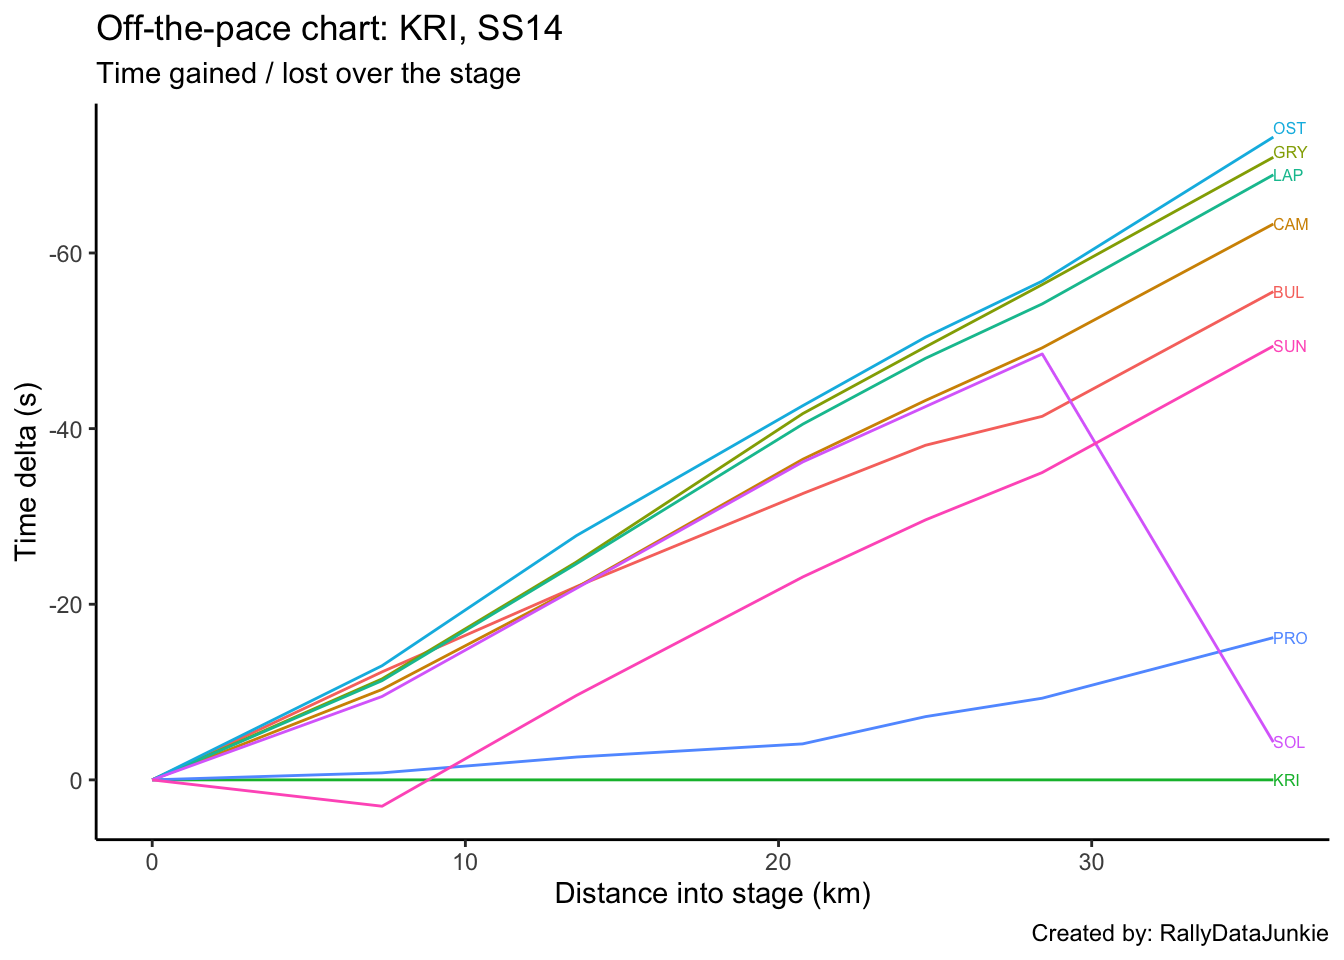 Off-the-pace chart: KRI, SS14
Time gained / lost over the stage
OST
GRY
LAP
CAM
BUL
SUN
PRO
SOL
KRI
-60
-40
-20
0
Time delta (s)
0 10 20 30
Distance into stage (km)
Created by: RallyDataJunkie